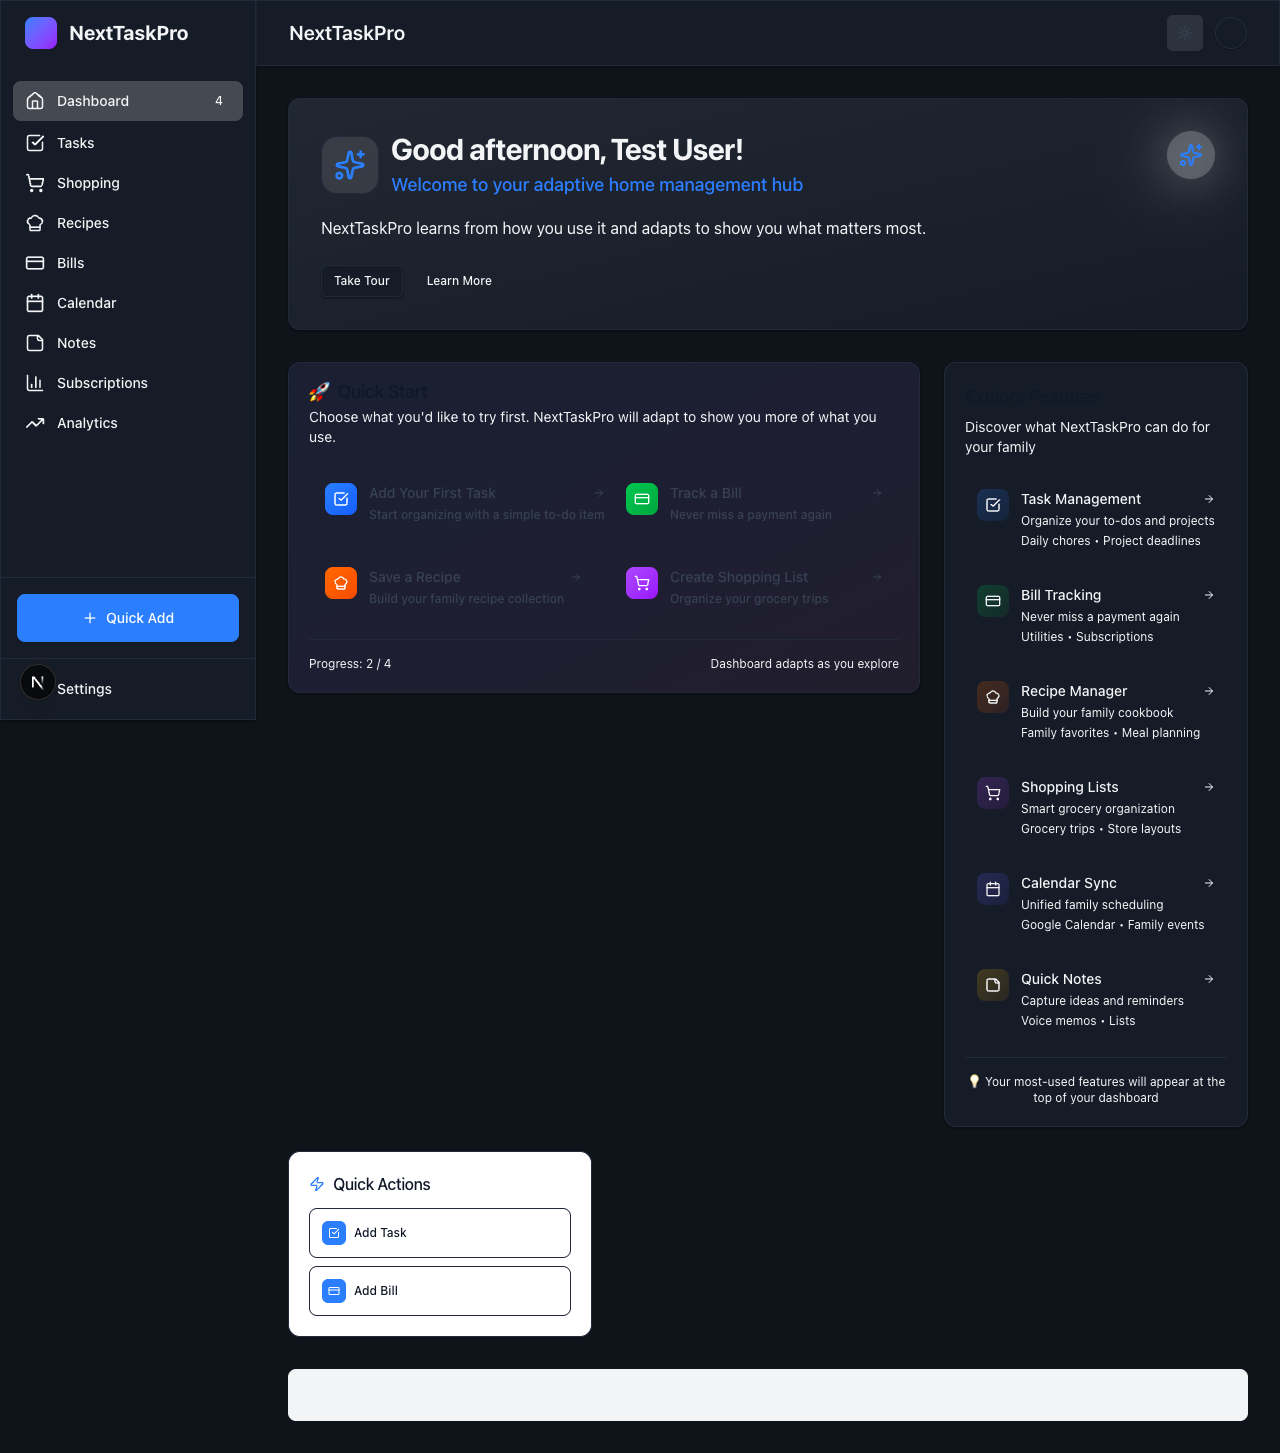 NextTaskPro
NextTaskPro
Dashboard 4
Tasks
Shopping
Recipes
Bills
Calendar
Notes
Subscriptions
Analytics
Quick Add
N Settings
Good afternoon, Test User!
Welcome to your adaptive home management hub
NextTaskPro learns from how you use it and adapts to show you what matters most.
Take Tour Learn More
🚀 Quick Start
Choose what you'd like to try first. NextTaskPro will adapt to show you more of what you
use.
Add Your First Task
Start organizing with a simple to-do item
Track a Bill
Never miss a payment again
Save a Recipe
Build your family recipe collection
Create Shopping List
Organize your grocery trips
Progress: 2 / 4 Dashboard adapts as you explore
Explore Features
Discover what NextTaskPro can do for
your family
Task Management
Organize your to-dos and projects
Daily chores • Project deadlines
Bill Tracking
Never miss a payment again
Utilities • Subscriptions
Recipe Manager
Build your family cookbook
Family favorites • Meal planning
Shopping Lists
Smart grocery organization
Grocery trips • Store layouts
Calendar Sync
Unified family scheduling
Google Calendar • Family events
Quick Notes
Capture ideas and reminders
Voice memos • Lists
💡 Your most-used features will appear at the
top of your dashboard
Quick Actions
Add Task
Add Bill